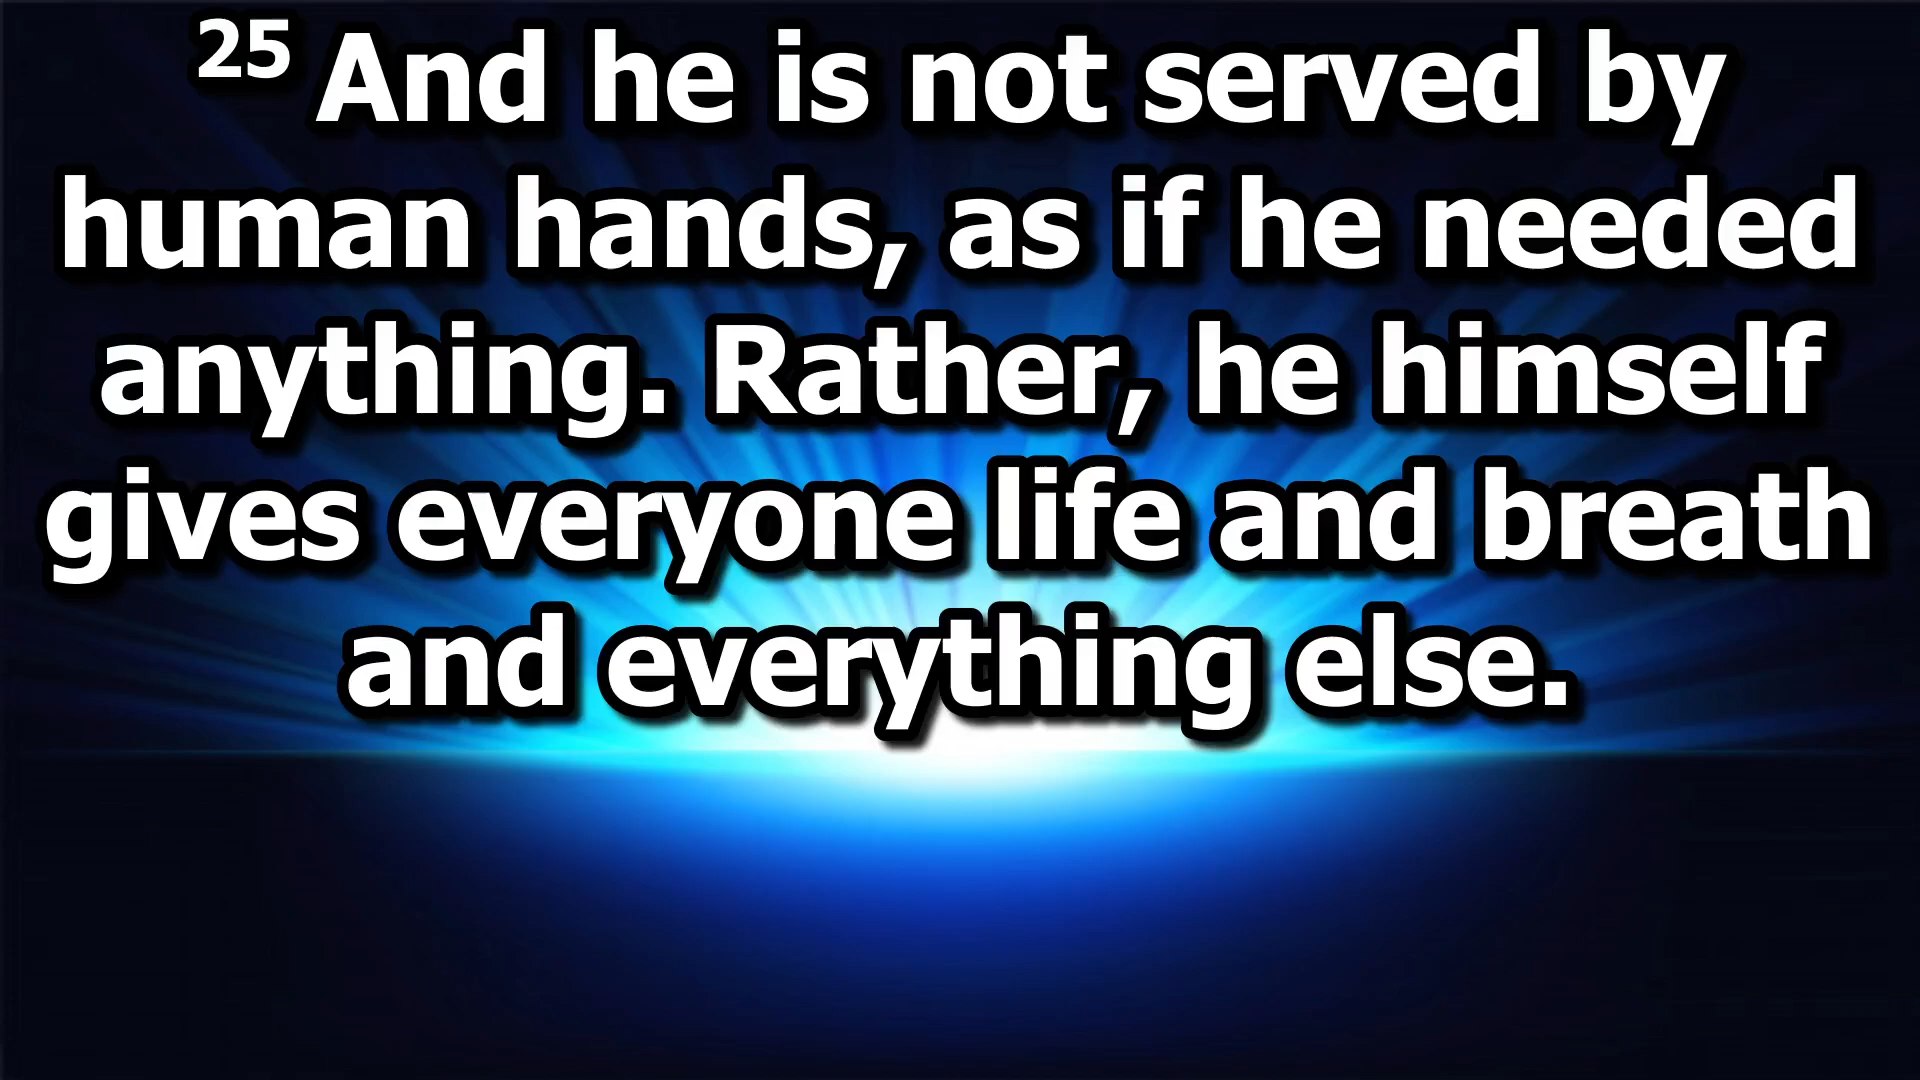 25 And he is not served by
human hands, as if he needed
anything. Rather, he himself
gives everyone life and breath
and everything else.